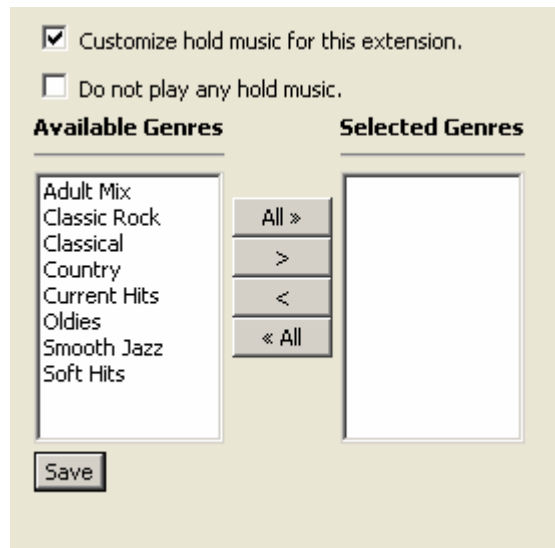 Customize hold music for this extension.
Do not play any hold music.
Available Genres
Selected Genres
Adult Mix
Classic Rock
Classical
Country
Current Hits
Oldies
Smooth Jazz
Soft Hits
All »
>
<
« All
Save